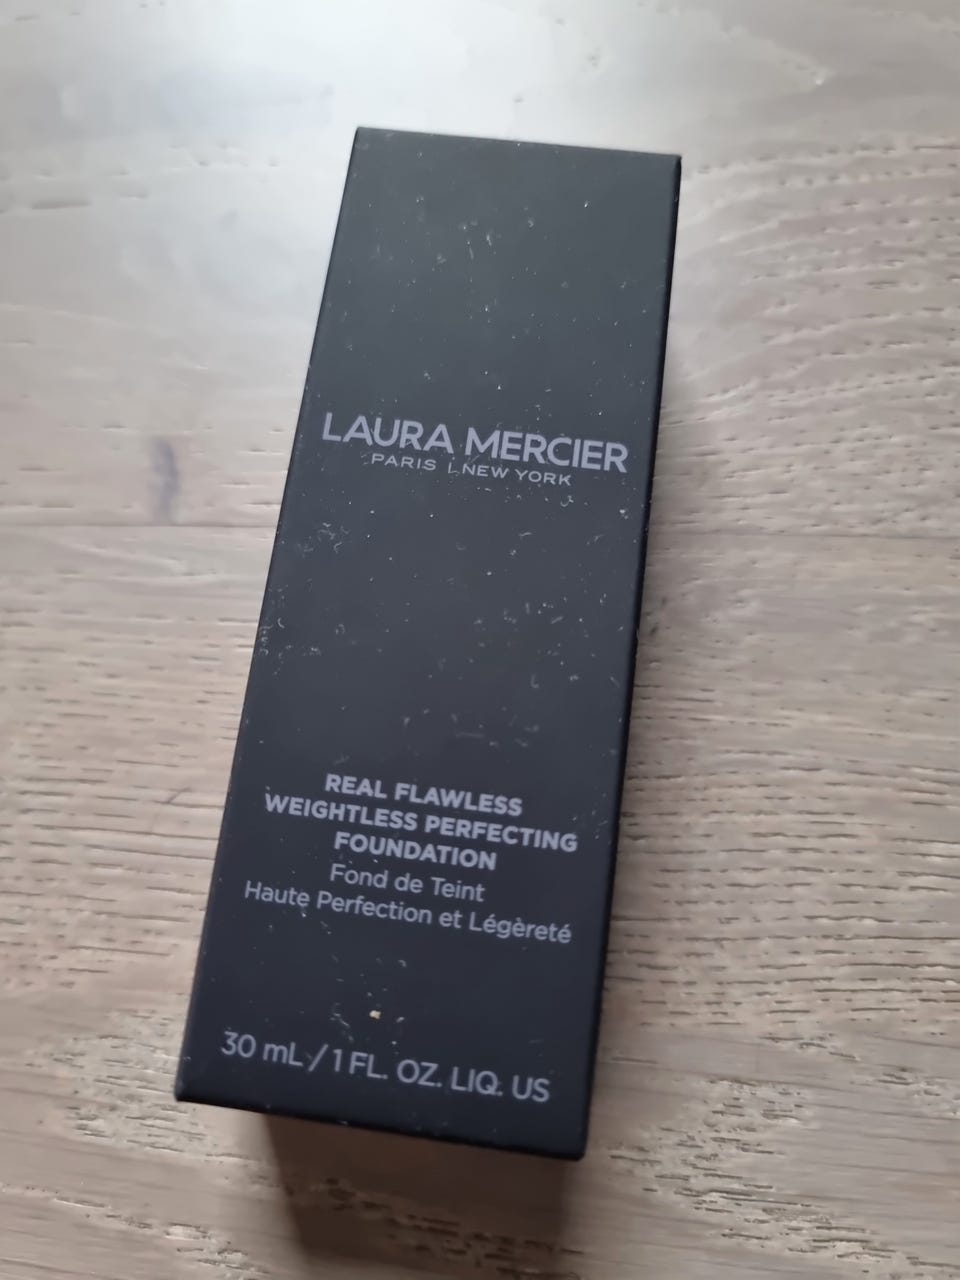 LAURA MERCIER
PARIS | NEW YORK
REAL FLAWLESS
WEIGHTLESS PERFECTING
FOUNDATION
Fond de Teint
Haute Perfection et Légèreté
30 mL / 1 FL. OZ. LIQ. US